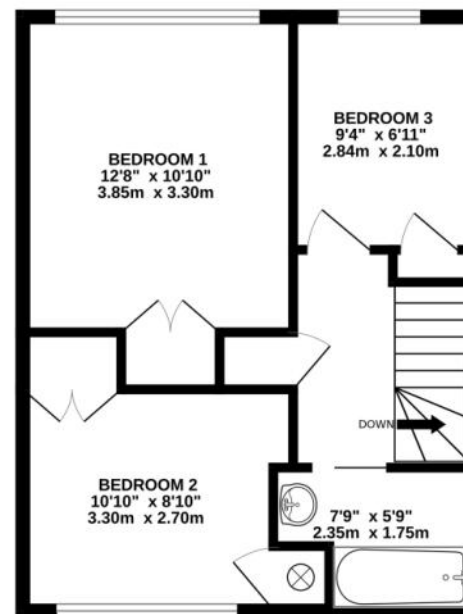 BEDROOM 1
12'8" x 10'10"
3.85m x 3.30m
BEDROOM 3
9'4" x 6'11"
2.84m x 2.10m
DOWN
BEDROOM 2
10'10" x 8'10"
3.30m x 2.70m
7'9" x 5'9"
2.35m x 1.75m